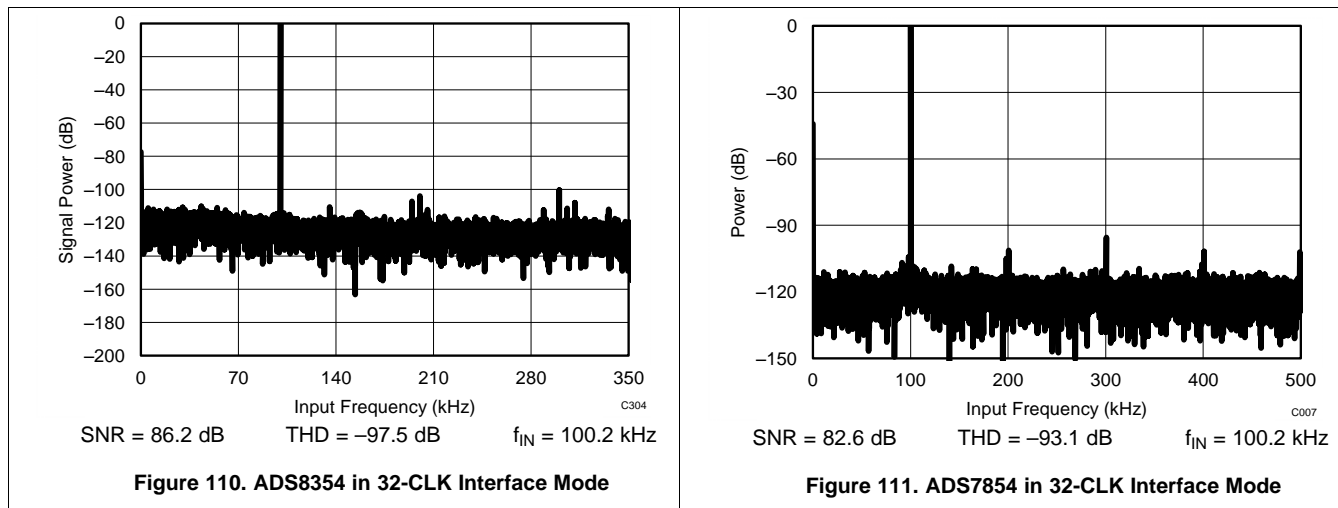 0
–20
–40
–60
–80
–100
–120
–140
–160
–180
–200
Signal Power (dB)
0 70 140 210 280 350
Input Frequency (kHz)
C304
SNR = 86.2 dB THD = –97.5 dB fIN = 100.2 kHz
Figure 110. ADS8354 in 32-CLK Interface Mode
–0
–30
–60
–90
–120
–150
Power (dB)
0 100 200 300 400 500
Input Frequency (kHz)
C007
SNR = 82.6 dB THD = –93.1 dB fIN = 100.2 kHz
Figure 111. ADS7854 in 32-CLK Interface Mode